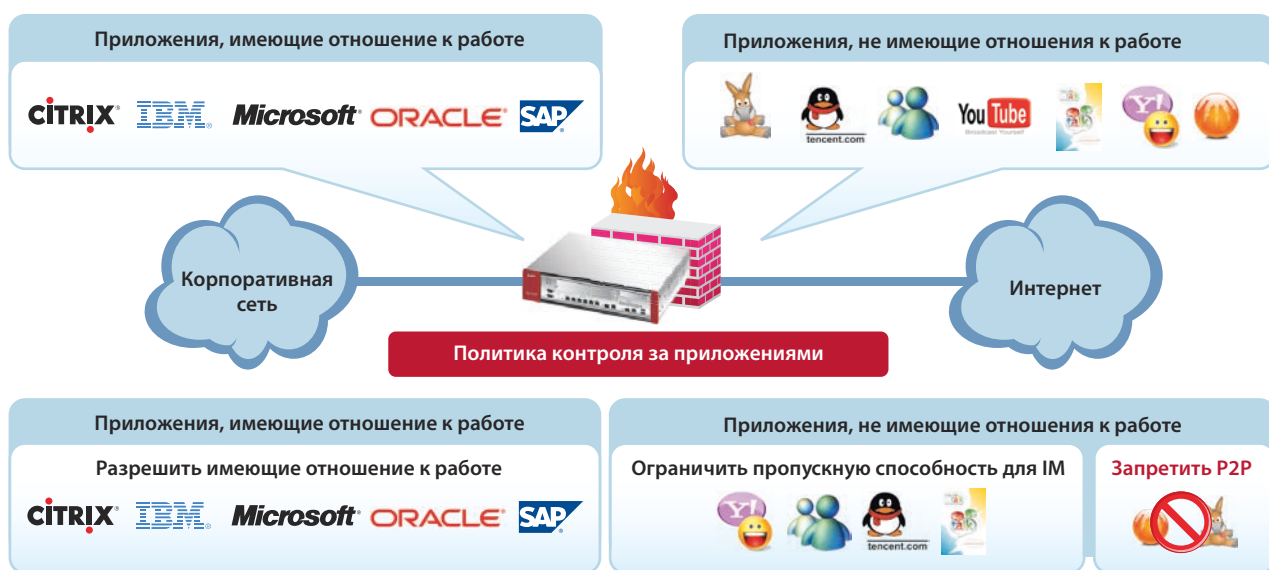 Приложения, имеющие отношение к работе
CITRIX IBM Microsoft ORACLE SAP
Приложения, не имеющие отношения к работе
tencent.com
YouTube
Broadcast Yourself
Y!
Корпоративная
сеть
Интернет
Политика контроля за приложениями
Приложения, имеющие отношение к работе
Разрешить имеющие отношение к работе
CITRIX IBM Microsoft ORACLE SAP
Приложения, не имеющие отношения к работе
Ограничить пропускную способность для IM
Y!
tencent.com
Запретить P2P